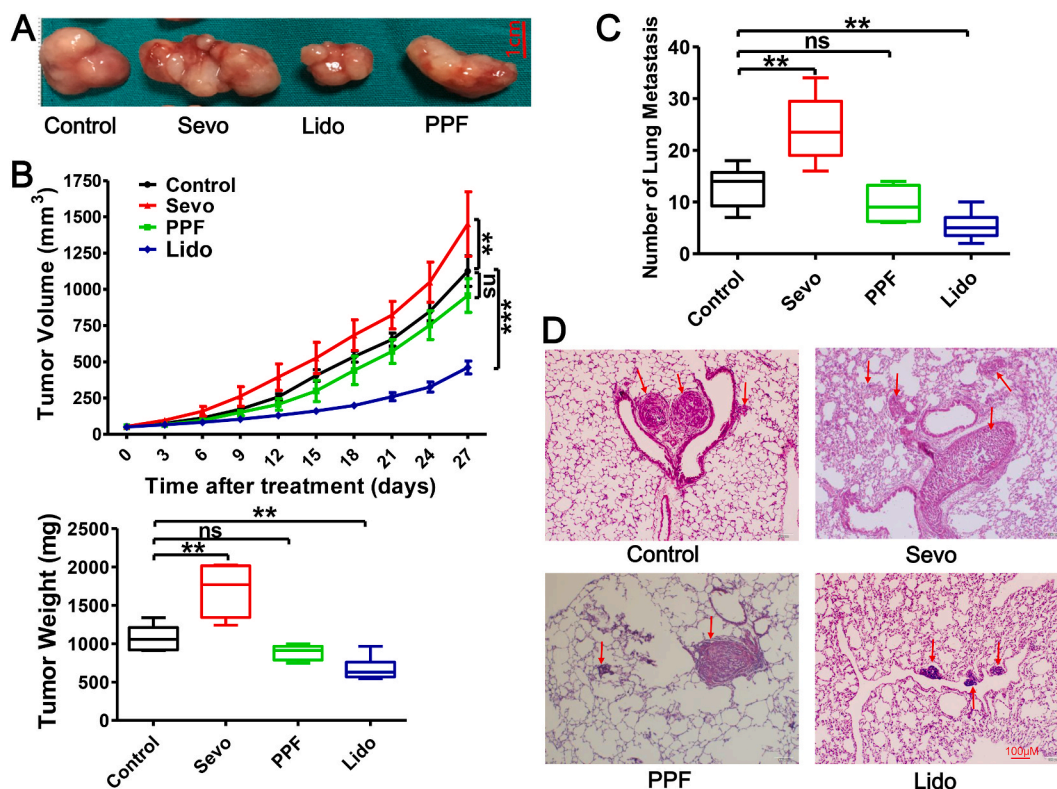 A
1cm
Control Sevo Lido PPF
B
Tumor Volume (mm³)
1750
1500
1250
1000
750
500
250
0
Control
Sevo
PPF
Lido
**
ns
***
0 3 6 9 12 15 18 21 24 27
Time after treatment (days)
Tumor Weight (mg)
2500
2000
1500
1000
500
0
**
ns
**
Control Sevo PPF Lido
C
Number of Lung Metastasis
40
30
20
10
0
**
ns
**
Control Sevo PPF Lido
D
Control Sevo
100μM
PPF Lido